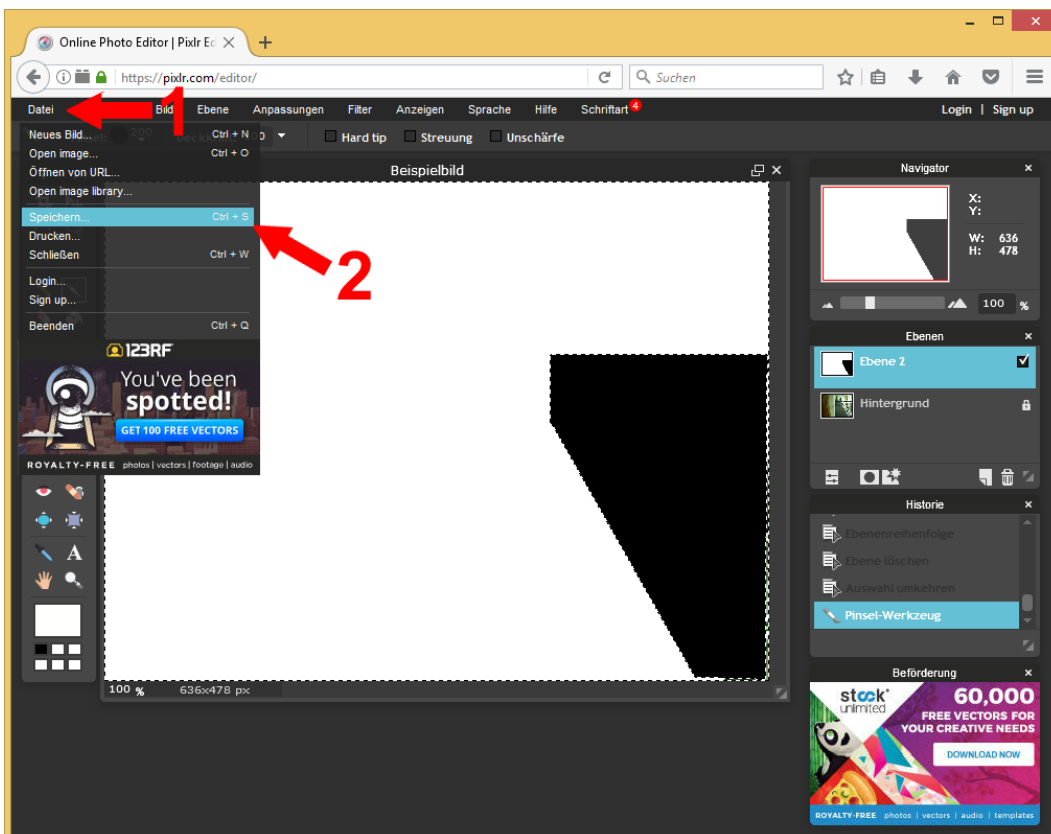 Online Photo Editor | Pixlr Ed
https://pixlr.com/editor/
Suchen
Datei 1 Bild Ebene Anpassungen Filter Anzeigen Sprache Hilfe Schriftart 4 Login | Sign up
200 Hard tip Streuung Unschärfe
Neues Bild... Ctrl + N
Open image... Ctrl + O
Öffnen von URL...
Open image library...
Speichern... Ctrl + S
Drucken...
Schließen Ctrl + W
Login...
Sign up...
Beenden Ctrl + Q
2
123RF
You've been
spotted!
GET 100 FREE VECTORS
ROYALTY-FREE photos | vectors | footage | audio
A
Beispielbild
100 % 636x478 px
Navigator
X:
Y:
W: 636
H: 478
100 %
Ebenen
Ebene 2
Hintergrund
Historie
Ebenenreihenfolge
Ebene löschen
Auswahl umkehren
Pinsel-Werkzeug
Beförderung
stock
unlimited
60,000
FREE VECTORS FOR
YOUR CREATIVE NEEDS
DOWNLOAD NOW
ROYALTY-FREE photos | vectors | audio | templates